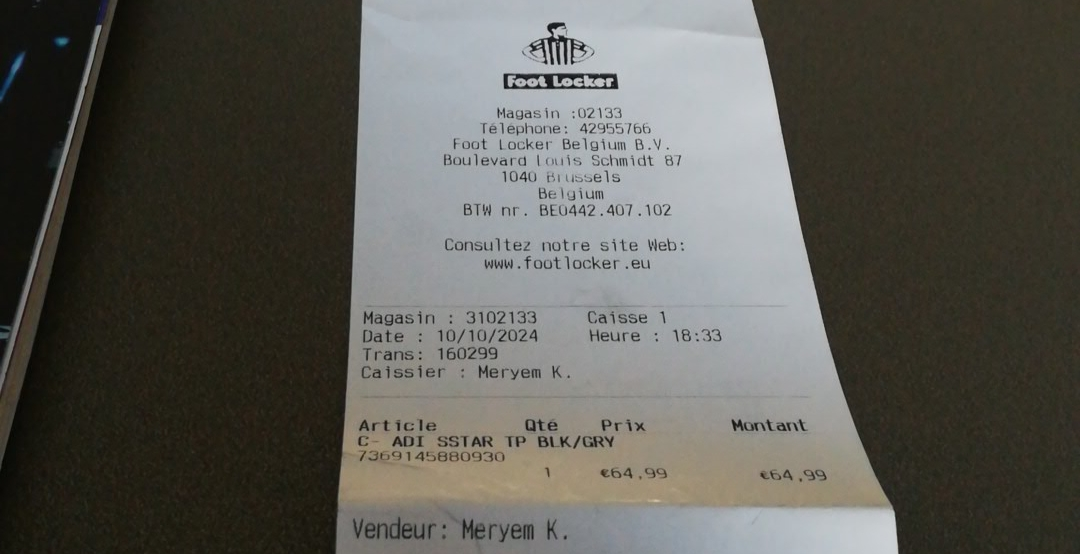 Foot Locker
Magasin :02133
Téléphone: 42955766
Foot Locker Belgium B.V.
Boulevard Louis Schmidt 87
1040 Brussels
Belgium
BTW nr. BE0442.407.102
Consultez notre site Web:
www.footlocker.eu
Magasin : 3102133 Caisse 1
Date : 10/10/2024 Heure : 18:33
Trans: 160299
Caissier : Meryem K.
Article Qté Prix Montant
C- ADI SSTAR TP BLK/GRY
7369145880930
1 €64,99 €64,99
Vendeur: Meryem K.